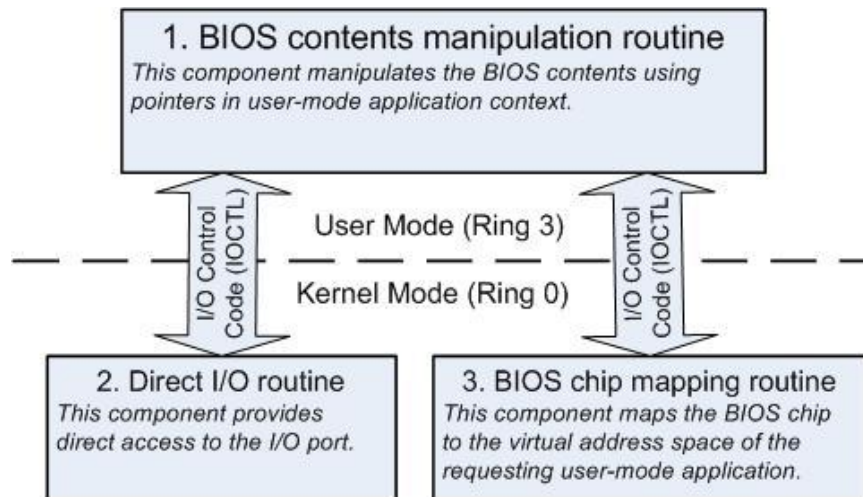 1. BIOS contents manipulation routine
This component manipulates the BIOS contents using
pointers in user-mode application context.
I/O Control
Code (IOCTL)
User Mode (Ring 3)
Kernel Mode (Ring 0)
I/O Control
Code (IOCTL)
2. Direct I/O routine
This component provides
direct access to the I/O port.
3. BIOS chip mapping routine
This component maps the BIOS chip
to the virtual address space of the
requesting user-mode application.